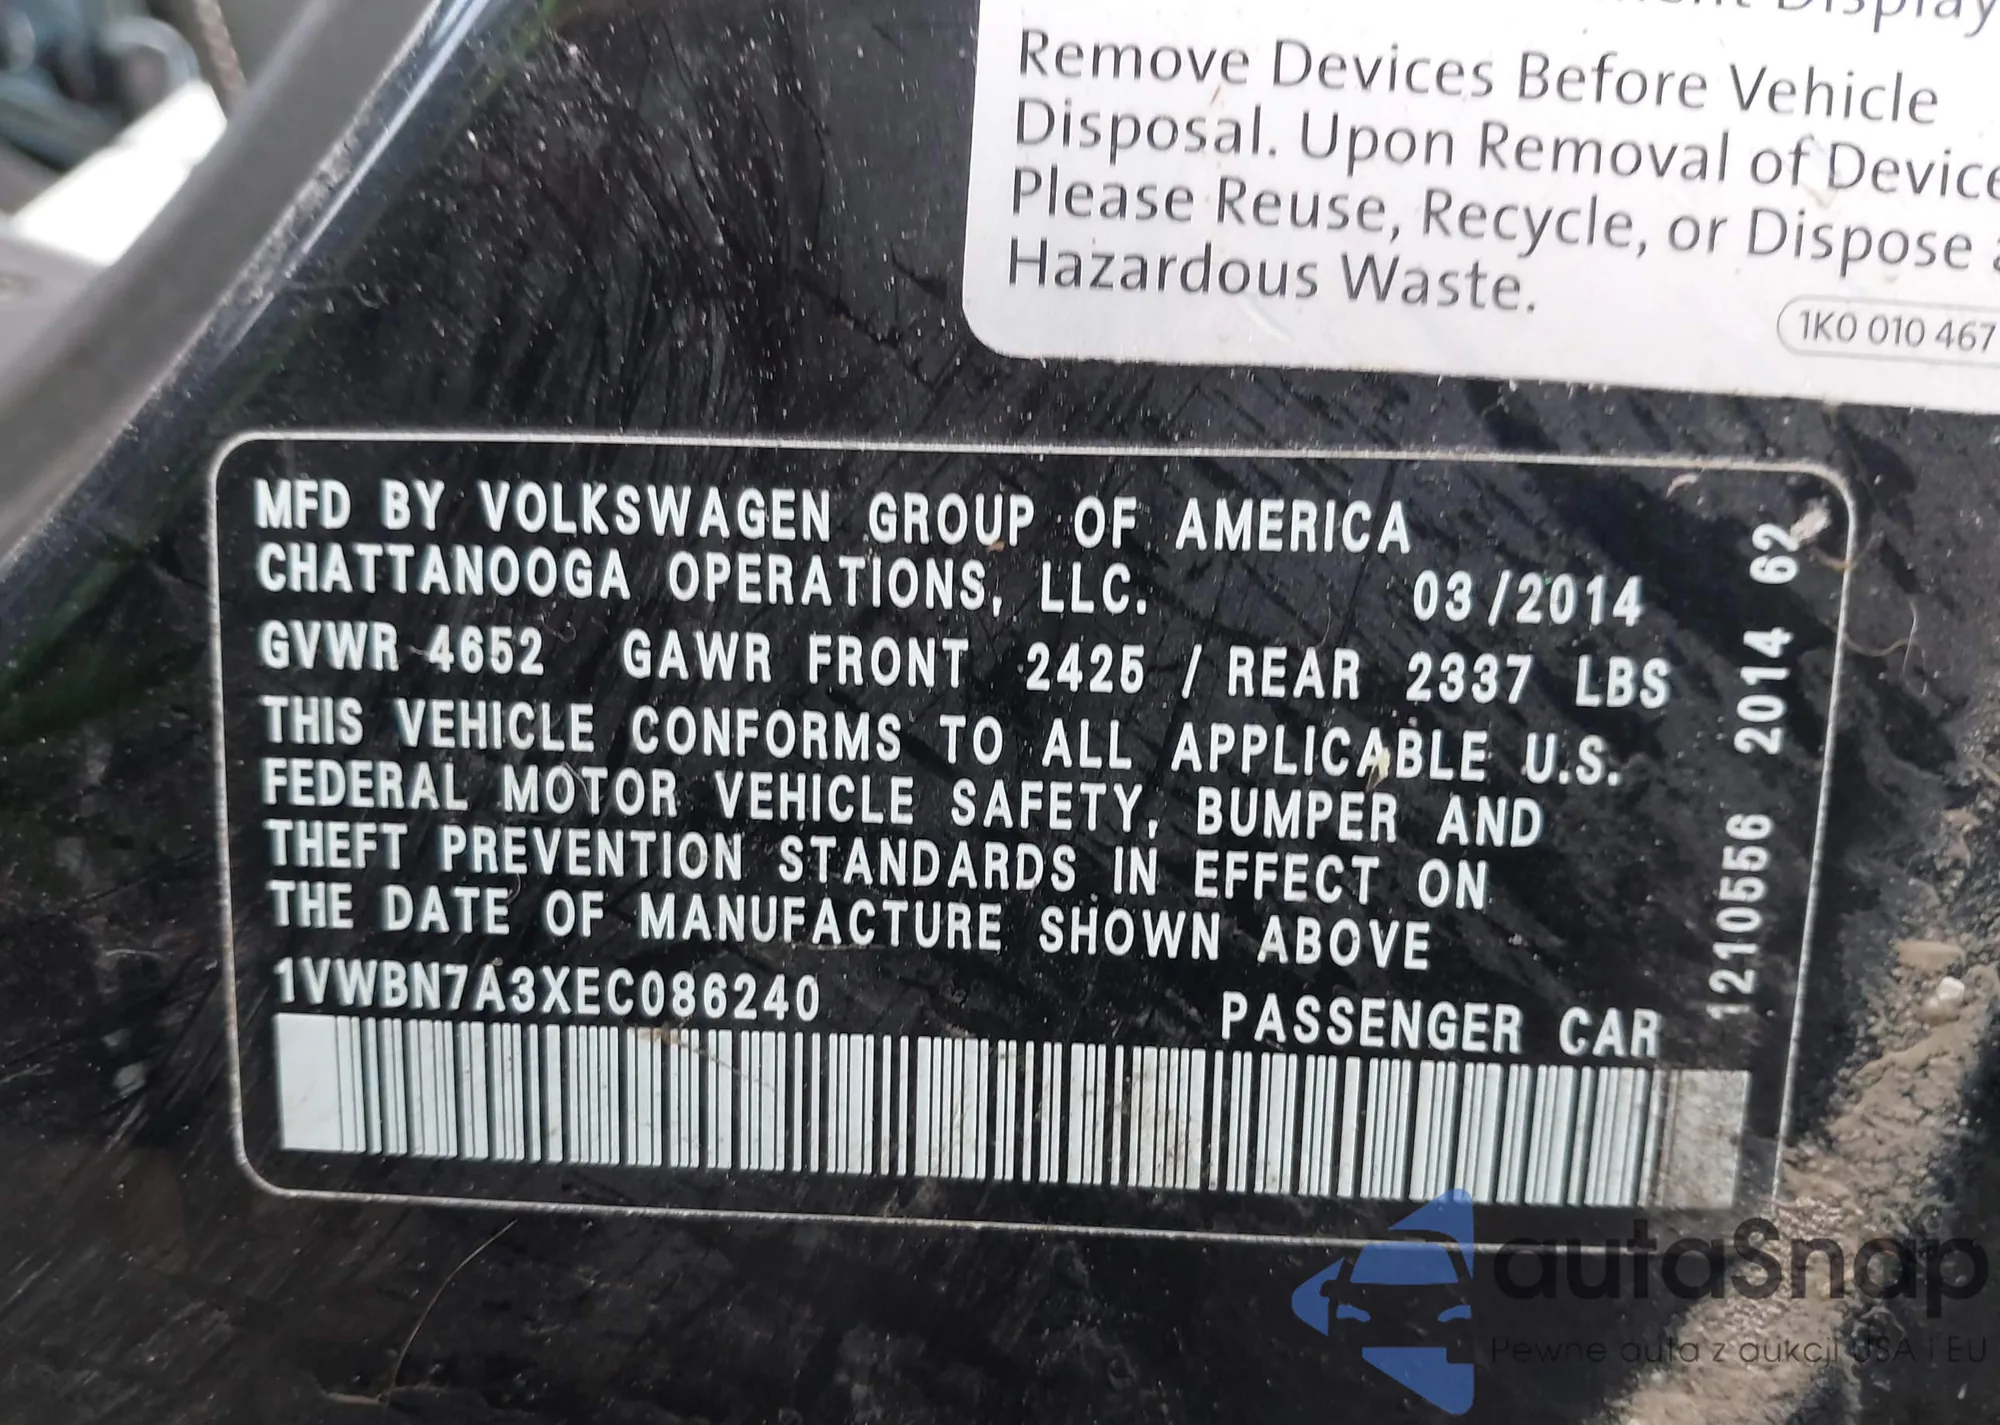 Display
Remove Devices Before Vehicle
Disposal. Upon Removal of Device
Please Reuse, Recycle, or Dispose
Hazardous Waste.
1K0 010 467
MFD BY VOLKSWAGEN GROUP OF AMERICA
CHATTANOOGA OPERATIONS, LLC. 03/2014
GVWR 4652 GAWR FRONT 2425 / REAR 2337 LBS
THIS VEHICLE CONFORMS TO ALL APPLICABLE U.S.
FEDERAL MOTOR VEHICLE SAFETY, BUMPER AND
THEFT PREVENTION STANDARDS IN EFFECT ON
THE DATE OF MANUFACTURE SHOWN ABOVE
1VWBN7A3XEC086240 PASSENGER CAR
1210556 2014 62
autaSnap
Pewne auta z aukcji USA i EU